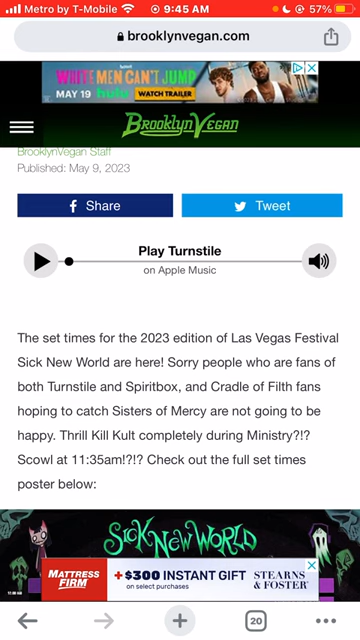 Metro by T-Mobile 9:45 AM 57%
brooklynvegan.com
WHITE MEN CAN'T JUMP
MAY 19 hulu WATCH TRAILER
BROOKLYNVEGAN
BrooklynVegan Staff
Published: May 9, 2023
Share Tweet
Play Turnstile
on Apple Music
The set times for the 2023 edition of Las Vegas Festival
Sick New World are here! Sorry people who are fans of
both Turnstile and Spiritbox, and Cradle of Filth fans
hoping to catch Sisters of Mercy are not going to be
happy. Thrill Kill Kult completely during Ministry?!?
Scowl at 11:35am!?!? Check out the full set times
poster below:
SICK NEW WORLD
MATTRESS FIRM +$300 INSTANT GIFT on select purchases STEARNS & FOSTER
20